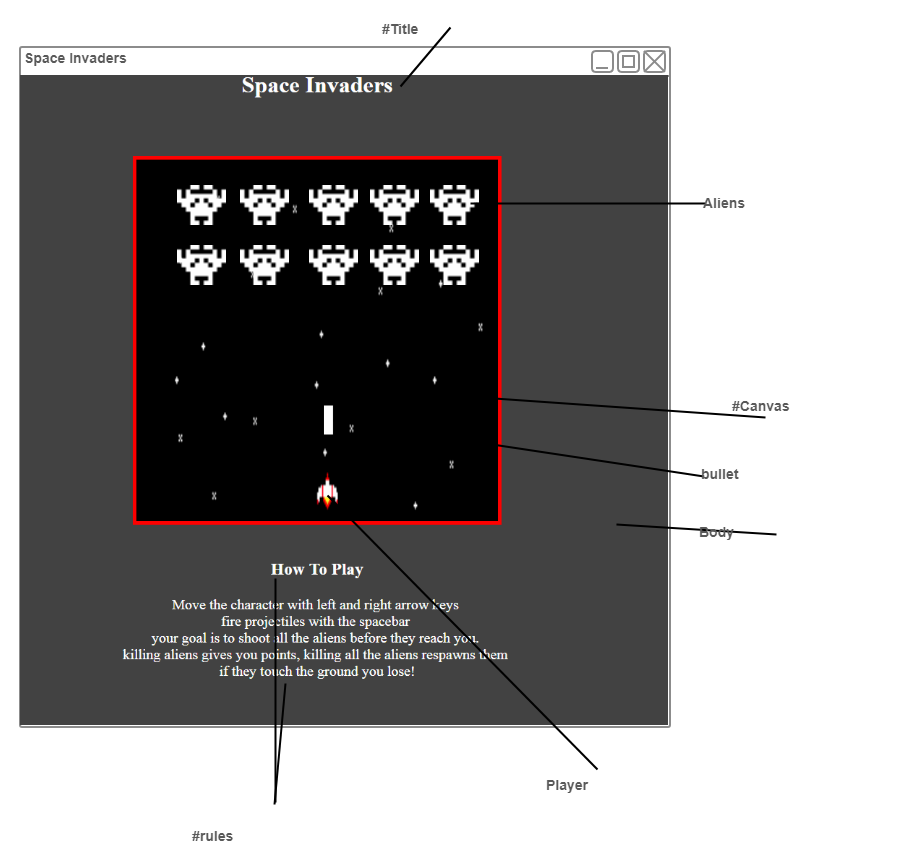 #Title
Space Invaders
Space Invaders
Aliens
#Canvas
bullet
Body
How To Play
Move the character with left and right arrow keys
fire projectiles with the spacebar
your goal is to shoot all the aliens before they reach you.
killing aliens gives you points, killing all the aliens respawns them
if they touch the ground you lose!
Player
#rules